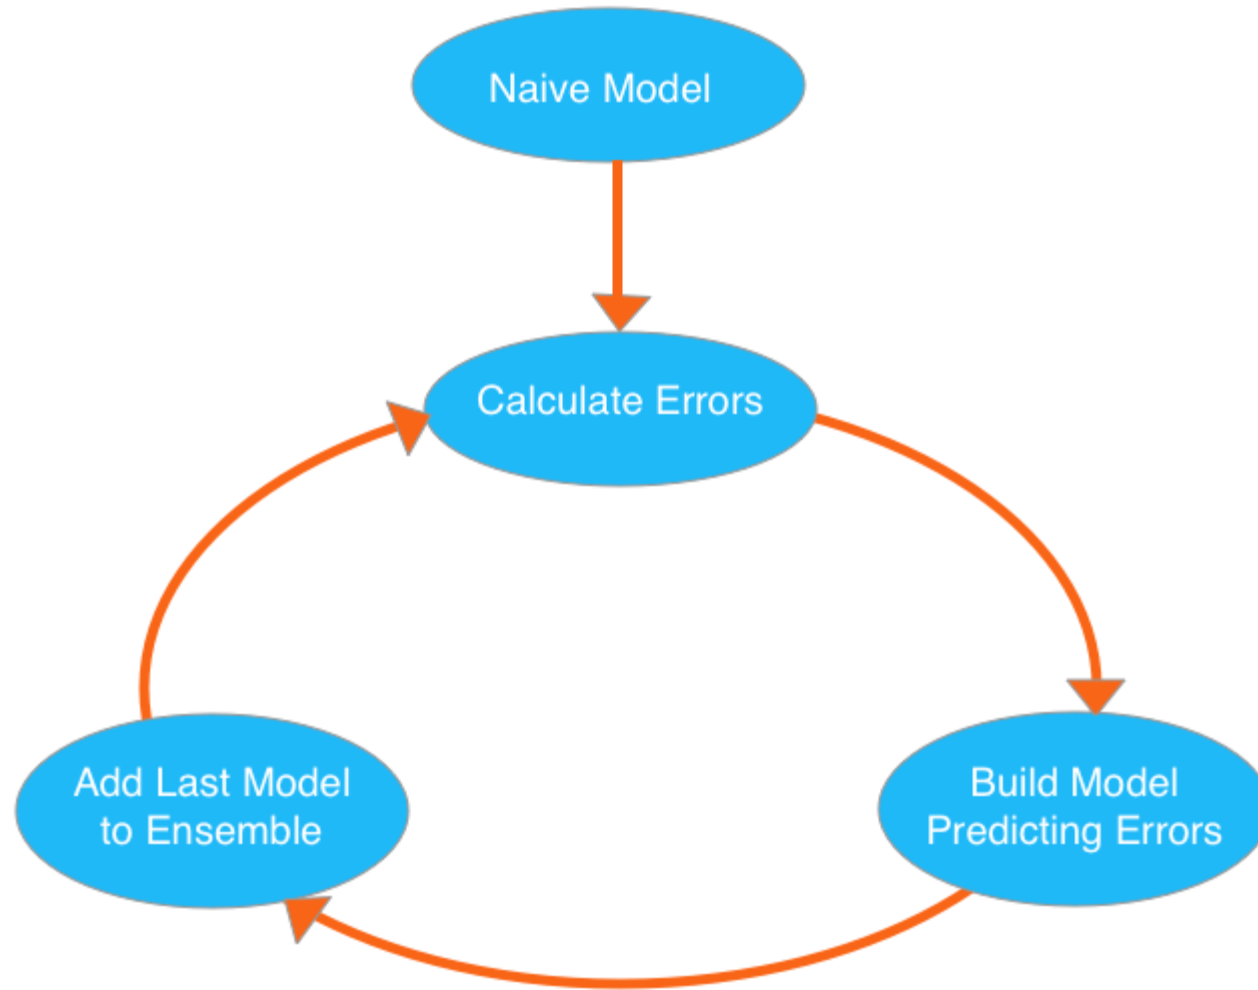 Naive Model
Calculate Errors
Add Last Model
to Ensemble
Build Model
Predicting Errors